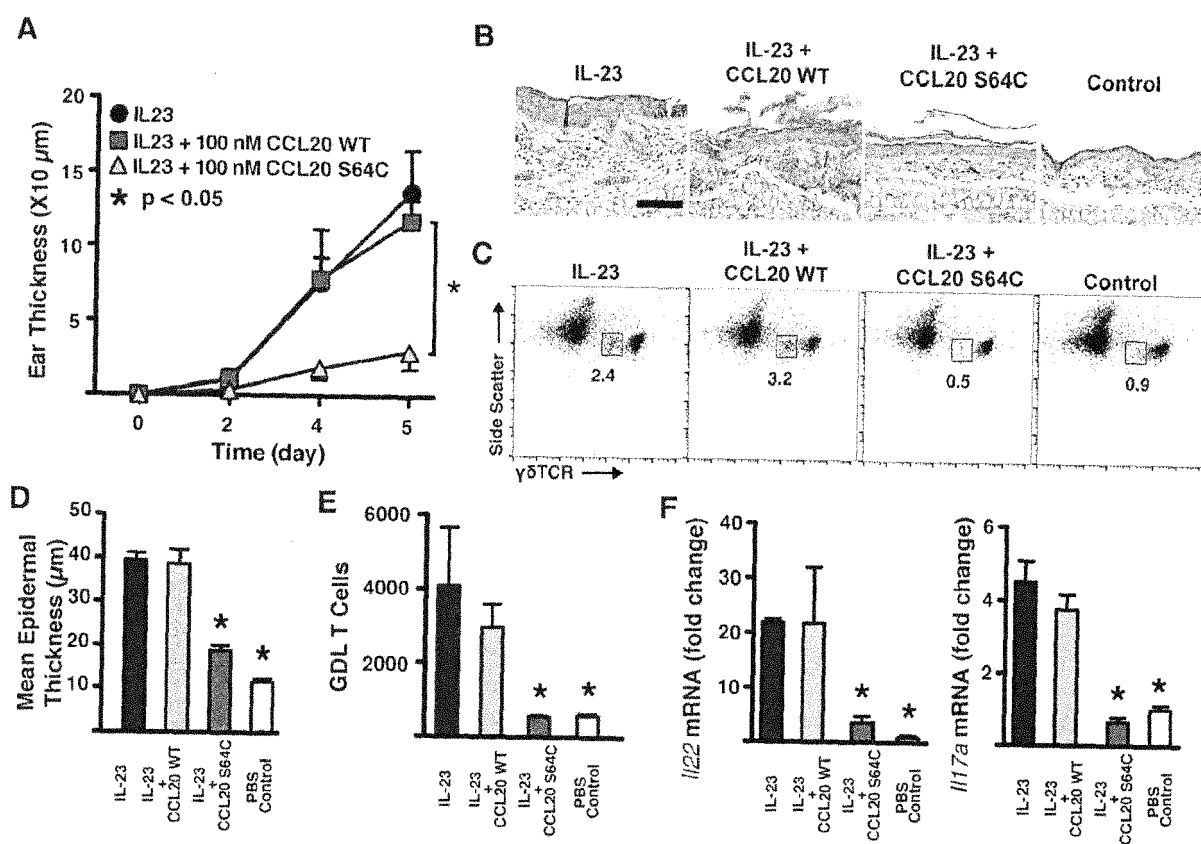 A
Ear Thickness (X10 µm)
20
15
10
5
IL23
IL23 + 100 nM CCL20 WT
IL23 + 100 nM CCL20 S64C
* p < 0.05
*
0 2 4 5
Time (day)
B
IL-23
IL-23 +
CCL20 WT
IL-23 +
CCL20 S64C
Control
C
IL-23
IL-23 +
CCL20 WT
IL-23 +
CCL20 S64C
Control
Side Scatter
2.4
3.2
0.5
0.9
γδTCR
D
Mean Epidermal
Thickness (µm)
50
40
30
20
10
* *
IL-23
IL-23
+
CCL20 WT
IL-23
+
CCL20 S64C
PBS
Control
E
GDL T Cells
6000
4000
2000
* *
IL-23
IL-23
+
CCL20 WT
IL-23
+
CCL20 S64C
PBS
Control
F
Il22 mRNA (fold change)
40
30
20
10
* *
IL-23
IL-23
+
CCL20 WT
IL-23
+
CCL20 S64C
PBS
Control
Il17a mRNA (fold change)
6
4
2
* *
IL-23
IL-23
+
CCL20 WT
IL-23
+
CCL20 S64C
PBS
Control